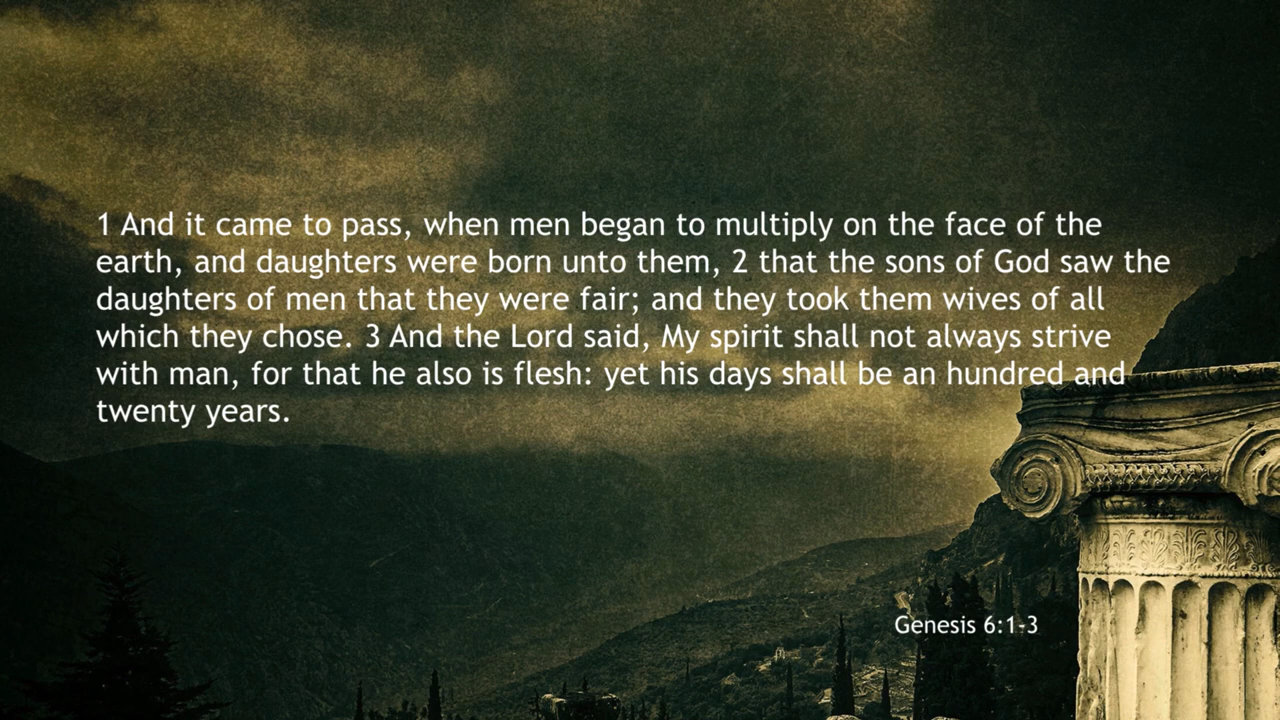 1 And it came to pass, when men began to multiply on the face of the
earth, and daughters were born unto them, 2 that the sons of God saw the
daughters of men that they were fair; and they took them wives of all
which they chose. 3 And the Lord said, My spirit shall not always strive
with man, for that he also is flesh: yet his days shall be an hundred and
twenty years.
Genesis 6:1-3